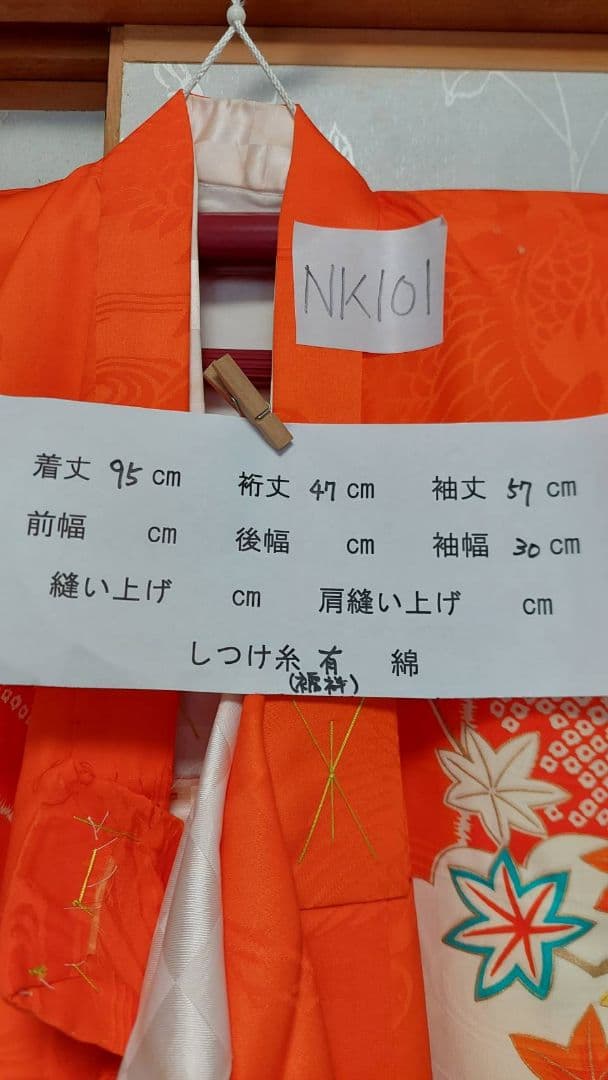 NK101
着丈 95 cm 裄丈 47 cm 袖丈 57 cm
前幅 cm 後幅 cm 袖幅 30 cm
縫い上げ cm 肩縫い上げ cm
しつけ糸 有 綿
(裾袖)